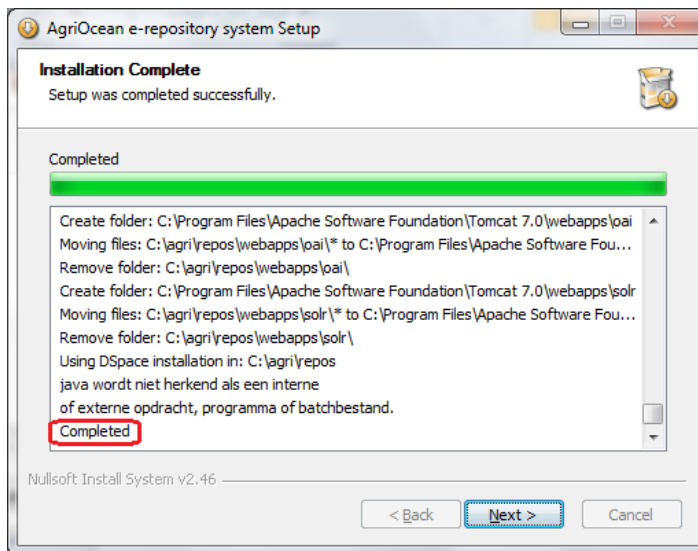 AgriOcean e-repository system Setup
Installation Complete
Setup was completed successfully.
Completed
Create folder: C:\Program Files\Apache Software Foundation\Tomcat 7.0\webapps\oai
Moving files: C:\agri\repos\webapps\oai\* to C:\Program Files\Apache Software Fou...
Remove folder: C:\agri\repos\webapps\oai\
Create folder: C:\Program Files\Apache Software Foundation\Tomcat 7.0\webapps\solr
Moving files: C:\agri\repos\webapps\solr\* to C:\Program Files\Apache Software Fou...
Remove folder: C:\agri\repos\webapps\solr\
Using DSpace installation in: C:\agri\repos
java wordt niet herkend als een interne
of externe opdracht, programma of batchbestand.
Completed
Nullsoft Install System v2.46
< Back
Next >
Cancel